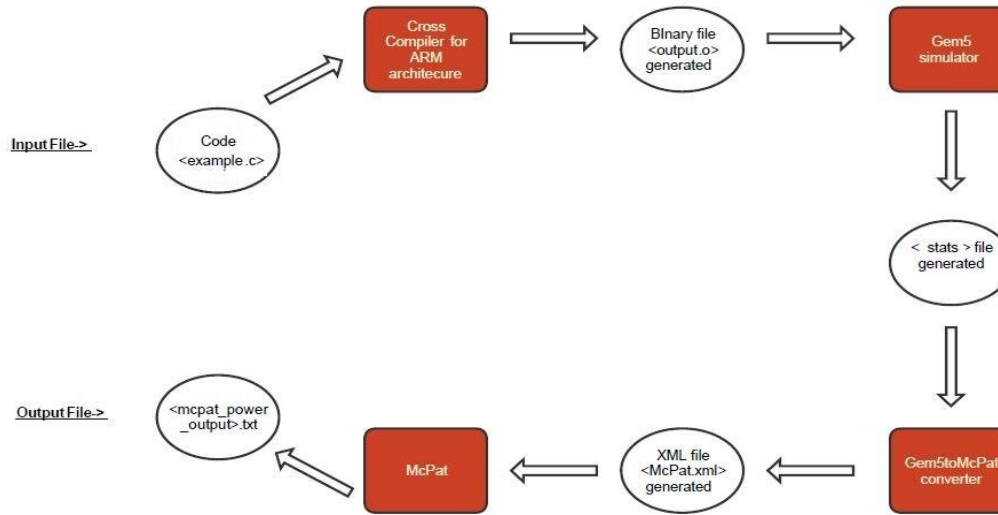 Cross
Compiler for
ARM
architecure
BInary file
<output.o>
generated
Gem5
simulator
Input File->
Code
<example.c>
< stats > file
generated
Output File->
<mcpat_power
_output>.txt
McPat
XML file
<McPat.xml>
generated
Gem5toMcPat
converter